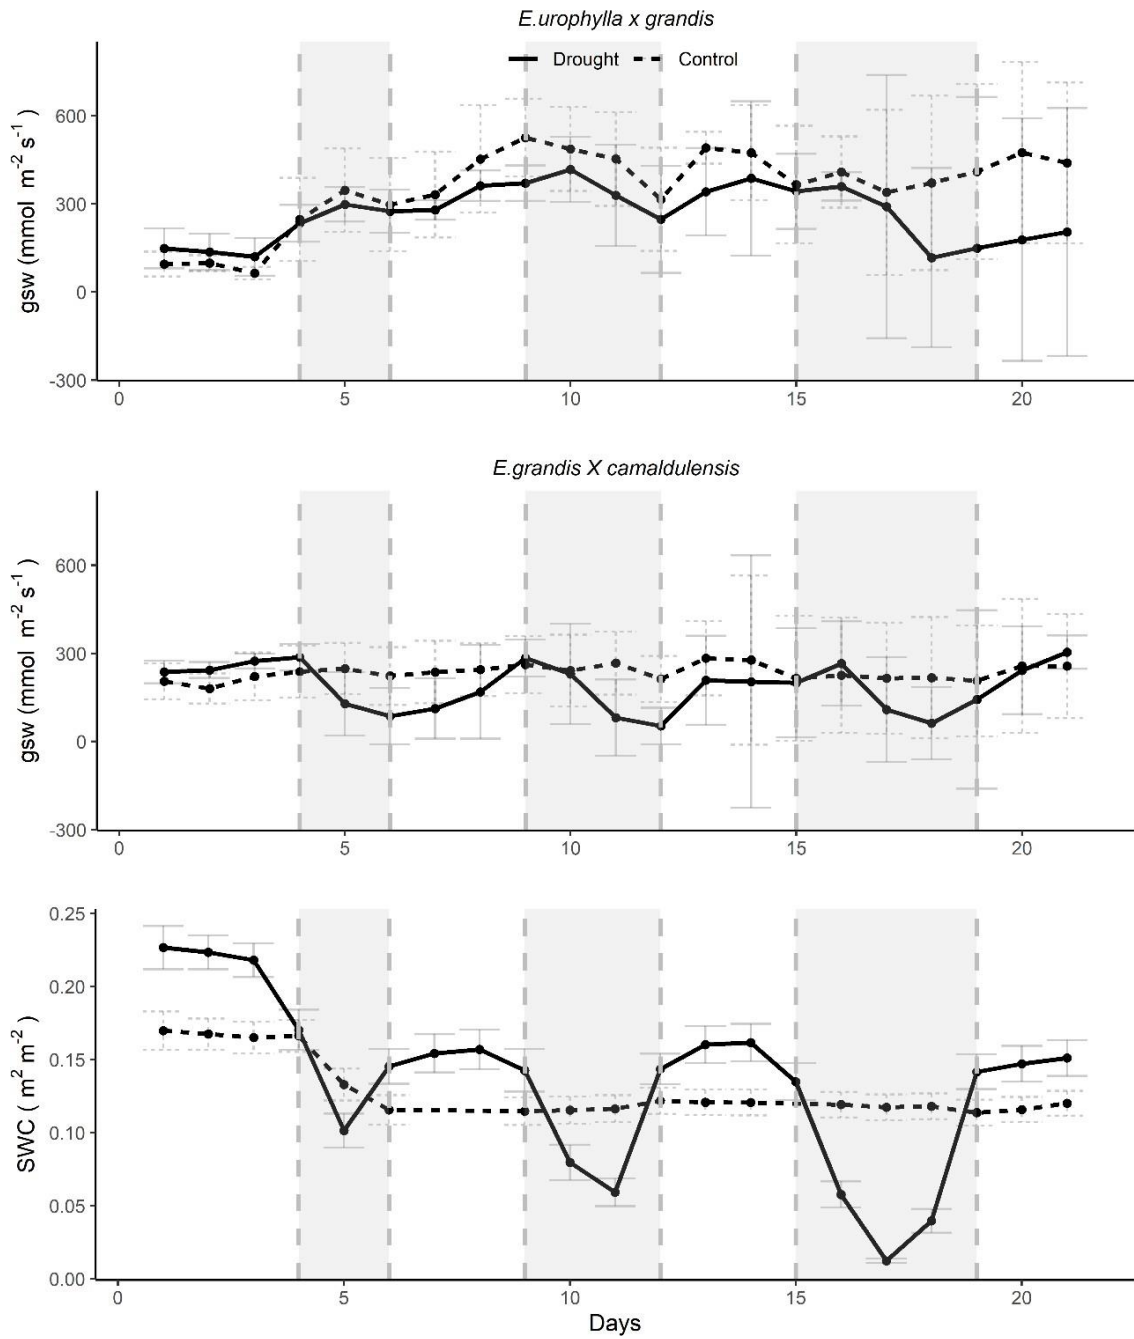 E.urophylla x grandis
Drought Control
gsw (mmol m⁻² s⁻¹ )
600
300
0
-300
0 5 10 15 20
E.grandis X camaldulensis
gsw (mmol m⁻² s⁻¹ )
600
300
0
-300
0 5 10 15 20
SWC ( m² m⁻² )
0.25
0.20
0.15
0.10
0.05
0.00
0 5 10 15 20
Days